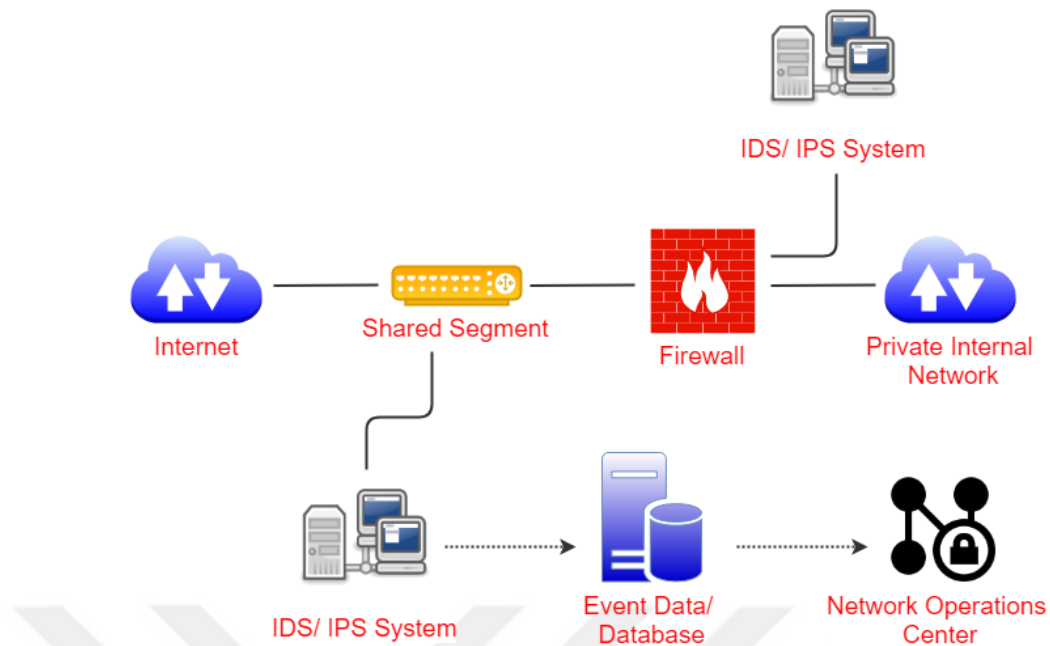 IDS/ IPS System
Internet
Shared Segment
Firewall
Private Internal
Network
IDS/ IPS System
Event Data/
Database
Network Operations
Center